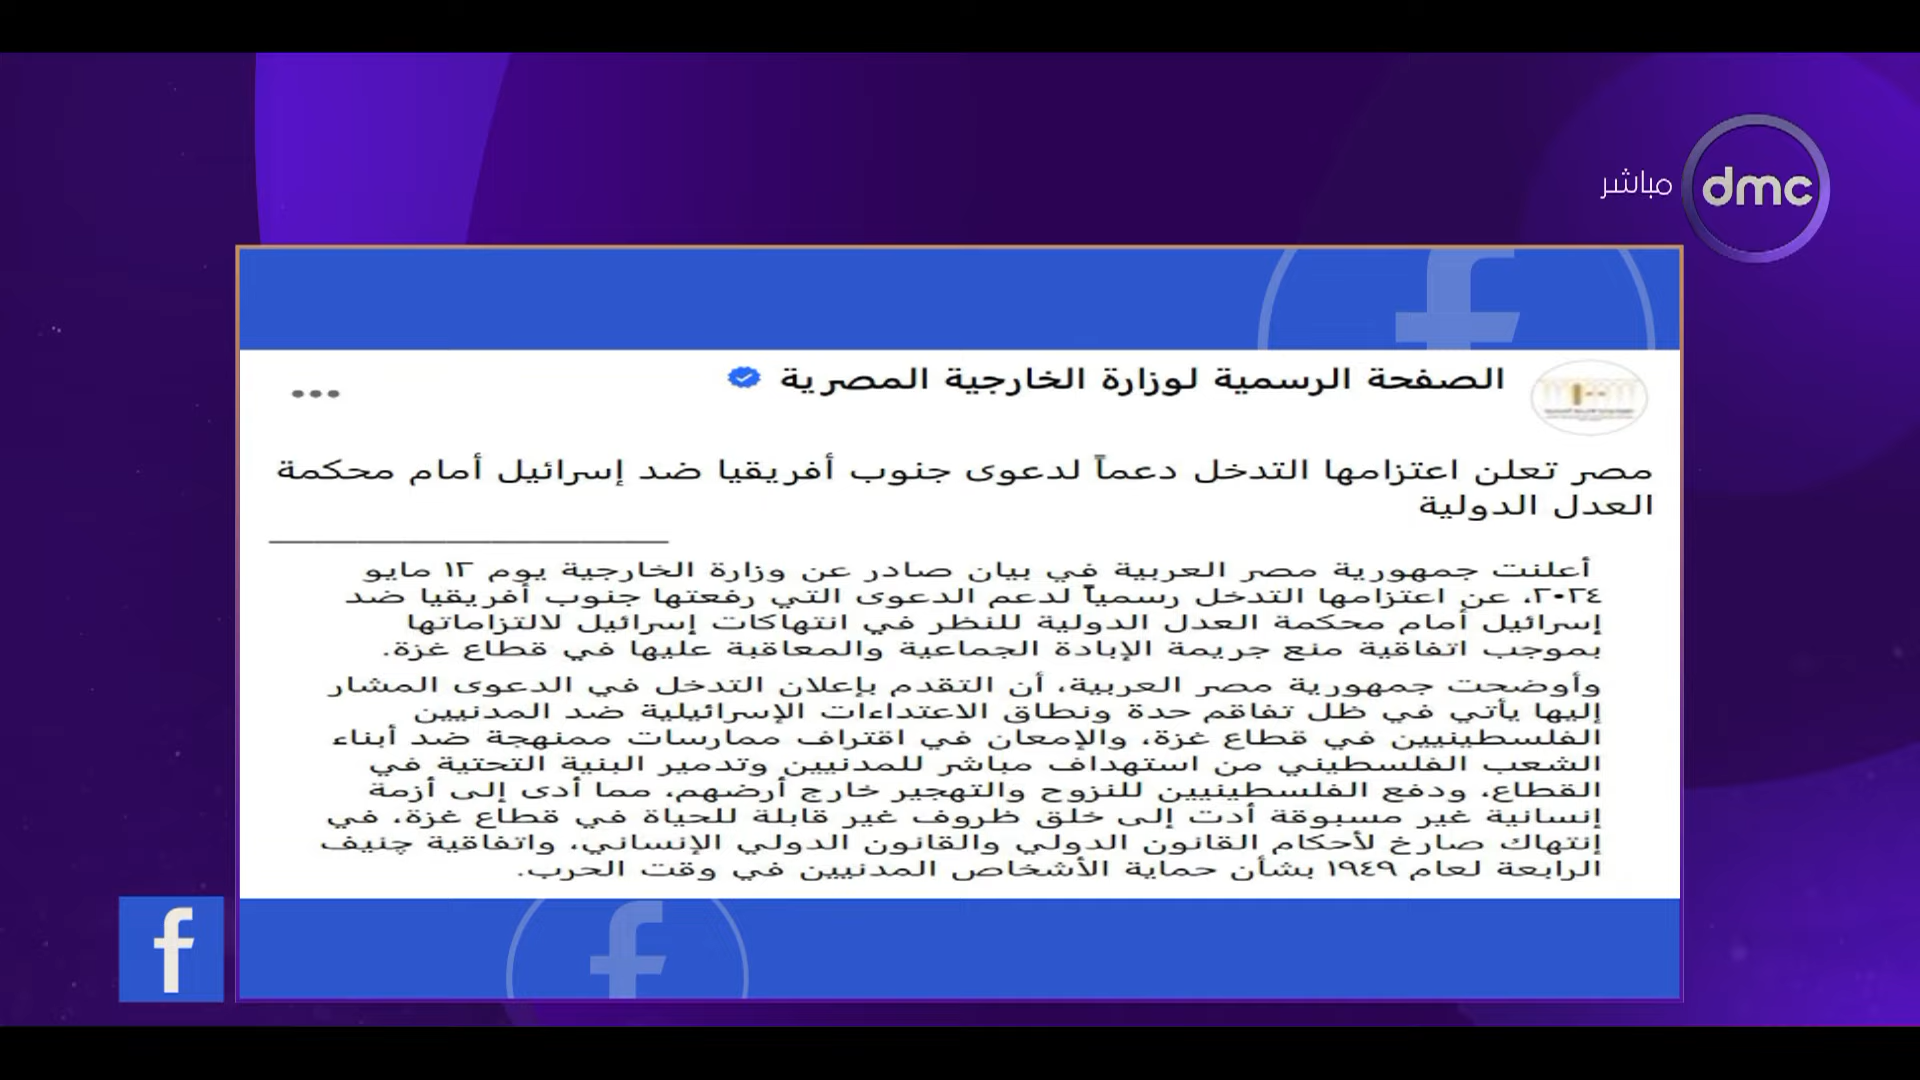 dmc
مباشر
الصفحة الرسمية لوزارة الخارجية المصرية
مصر تعلن اعتزامها التدخل دعماً لدعوى جنوب أفريقيا ضد إسرائيل أمام محكمة
العدل الدولية
أعلنت جمهورية مصر العربية في بيان صادر عن وزارة الخارجية يوم ١٢ مايو
٢٠٢٤، عن اعتزامها التدخل رسمياً لدعم الدعوى التي رفعتها جنوب أفريقيا ضد
إسرائيل أمام محكمة العدل الدولية للنظر في انتهاكات إسرائيل لالتزاماتها
بموجب اتفاقية منع جريمة الإبادة الجماعية والمعاقبة عليها في قطاع غزة.
وأوضحت جمهورية مصر العربية، أن التقدم بإعلان التدخل في الدعوى المشار
إليها يأتي في ظل تفاقم حدة ونطاق الاعتداءات الإسرائيلية ضد المدنيين
الفلسطينيين في قطاع غزة، والإمعان في اقتراف ممارسات ممنهجة ضد أبناء
الشعب الفلسطيني من استهداف مباشر للمدنيين وتدمير البنية التحتية في
القطاع، ودفع الفلسطينيين للنزوح والتهجير خارج أرضهم، مما أدى إلى أزمة
إنسانية غير مسبوقة أدت إلى خلق ظروف غير قابلة للحياة في قطاع غزة، في
إنتهاك صارخ لأحكام القانون الدولي والقانون الدولي الإنساني، واتفاقية چنيف
الرابعة لعام ١٩٤٩ بشأن حماية الأشخاص المدنيين في وقت الحرب.